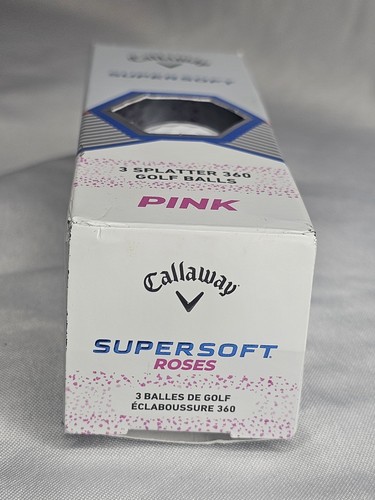 Callaway
SUPERSOFT
3 SPLATTER 360
GOLF BALLS
PINK
Callaway
SUPERSOFT
ROSES
3 BALLES DE GOLF
ÉCLABOUSSURE 360